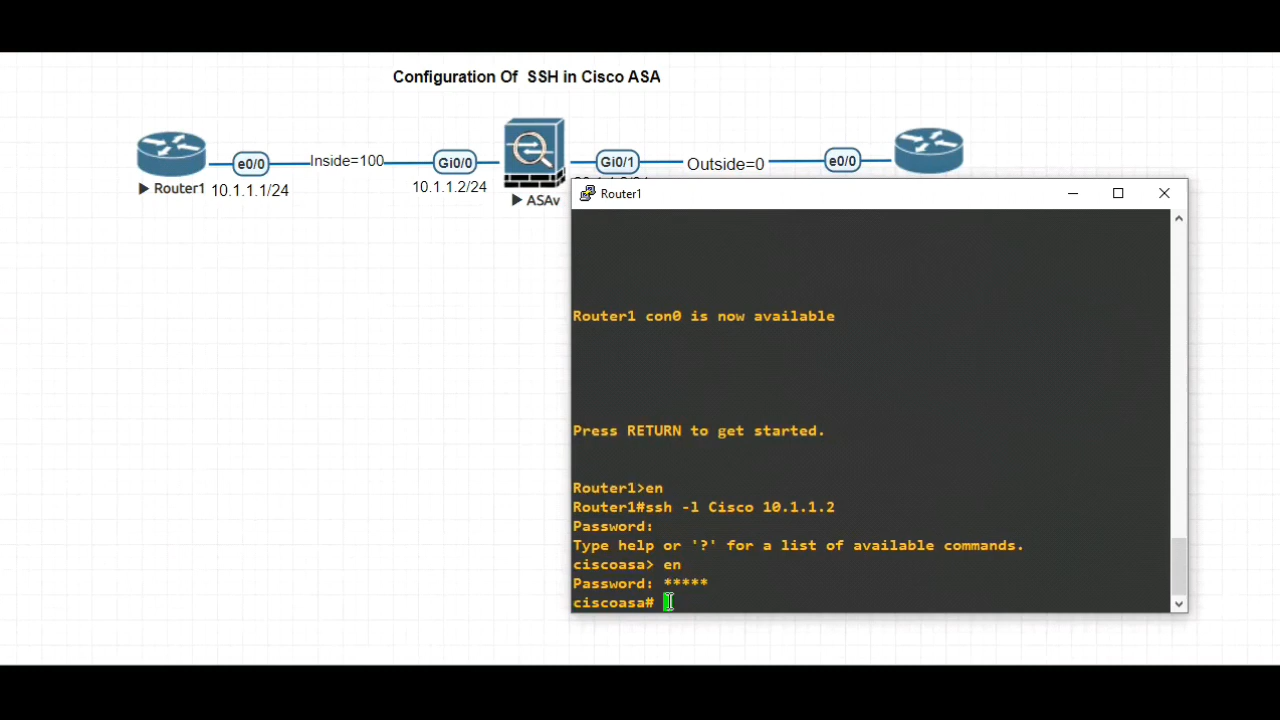 Configuration Of  SSH in Cisco ASA
e0/0
Inside=100
Gi0/0
Gi0/1
Outside=0
e0/0
Router1
10.1.1.1/24
10.1.1.2/24
ASAv
Router1
Router1 con0 is now available
Press RETURN to get started.
Router1>en
Router1#ssh -l Cisco 10.1.1.2
Password:
Type help or '?' for a list of available commands.
ciscoasa> en
Password: *****
ciscoasa#